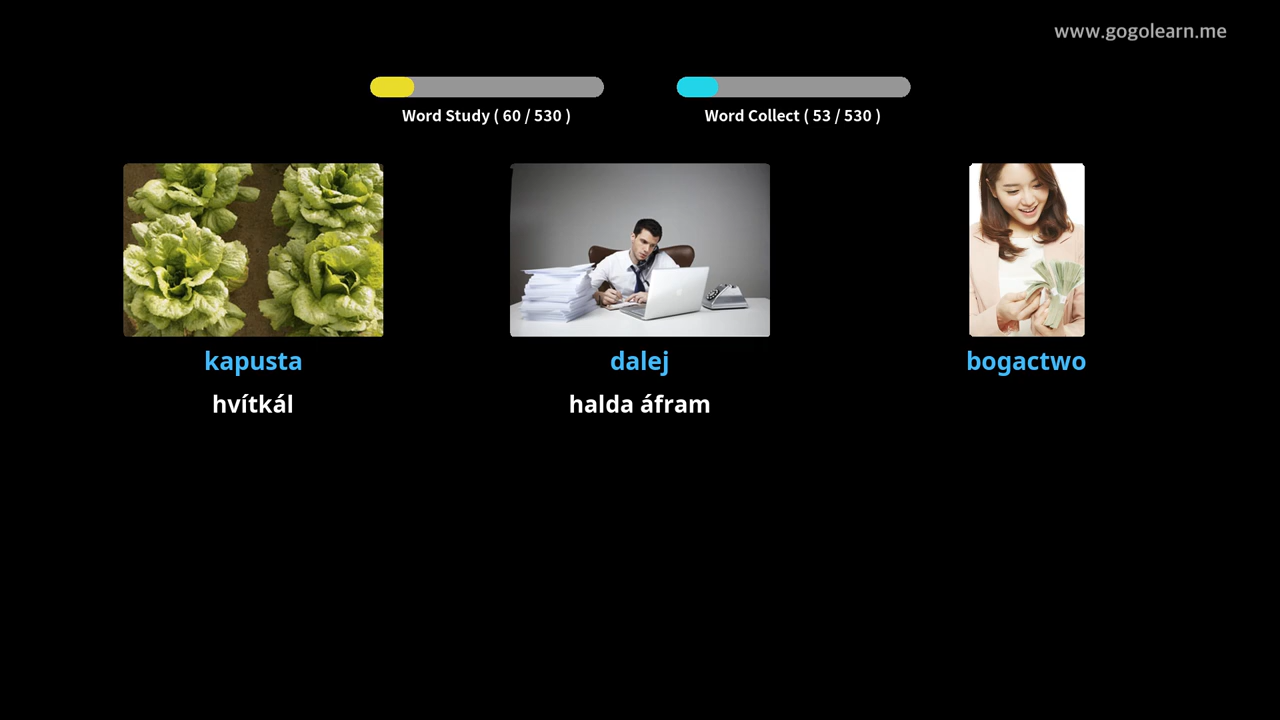 www.gogolearn.me
Word Study ( 60 / 530 )
Word Collect ( 53 / 530 )
kapusta
dalej
bogactwo
hvítkál
halda áfram